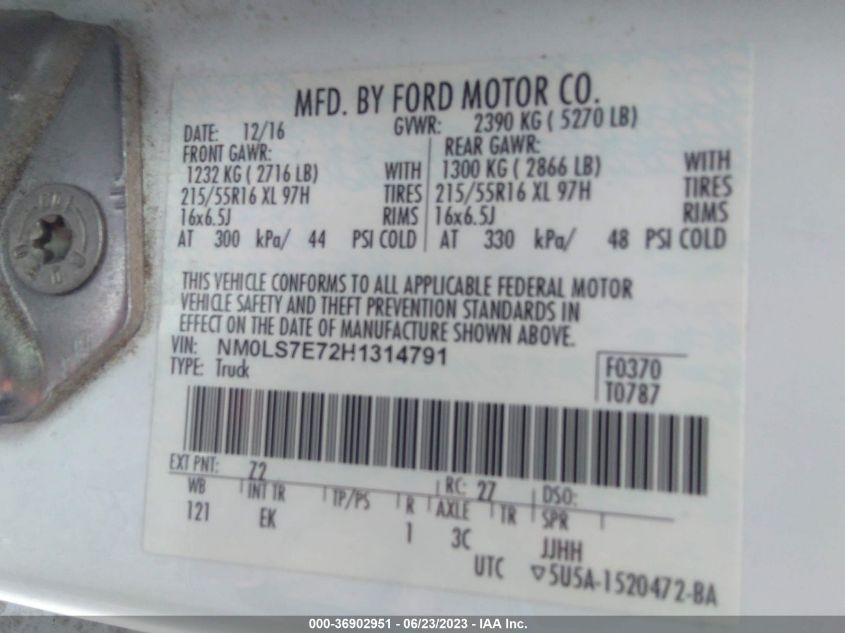 MFD. BY FORD MOTOR CO.
DATE: 12/16 GVWR: 2390 KG ( 5270 LB)
FRONT GAWR: REAR GAWR:
1232 KG ( 2716 LB) WITH 1300 KG ( 2866 LB) WITH
215/55R16 XL 97H TIRES 215/55R16 XL 97H TIRES
16x6.5J RIMS 16x6.5J RIMS
AT 300 kPa/ 44 PSI COLD AT 330 kPa/ 48 PSI COLD
THIS VEHICLE CONFORMS TO ALL APPLICABLE FEDERAL MOTOR
VEHICLE SAFETY AND THEFT PREVENTION STANDARDS IN
EFFECT ON THE DATE OF MANUFACTURE SHOWN ABOVE.
VIN: NM0LS7E72H1314791
TYPE: Truck
F0370
T0787
EXT PNT: Z2 RC: 27 DSO:
WB INT TR TP/PS R AXLE TR SPR
121 EK 1 3C JJHH
UTC ▽5U5A-1520472-BA
000-36902951 - 06/23/2023 - IAA Inc.